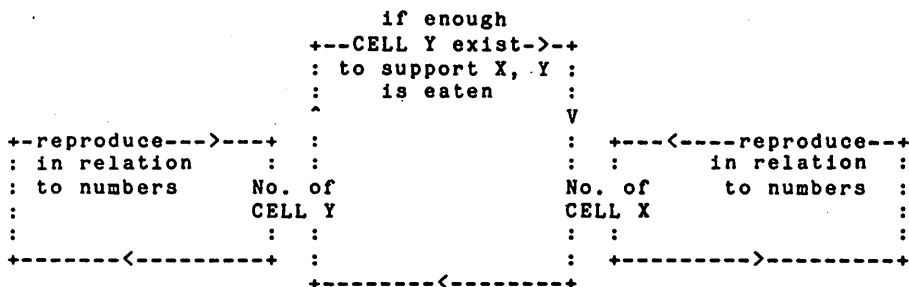 if enough
+--CELL Y exist->-+
: to support X, Y :
: is eaten :
^ V
+-reproduce--->---+ : : +---<----reproduce--+
: in relation : : : : in relation :
: to numbers No. of No. of to numbers :
: CELL Y CELL X :
: : : : : :
+-------<---------+ : : +--------->---------+
+--------<--------+